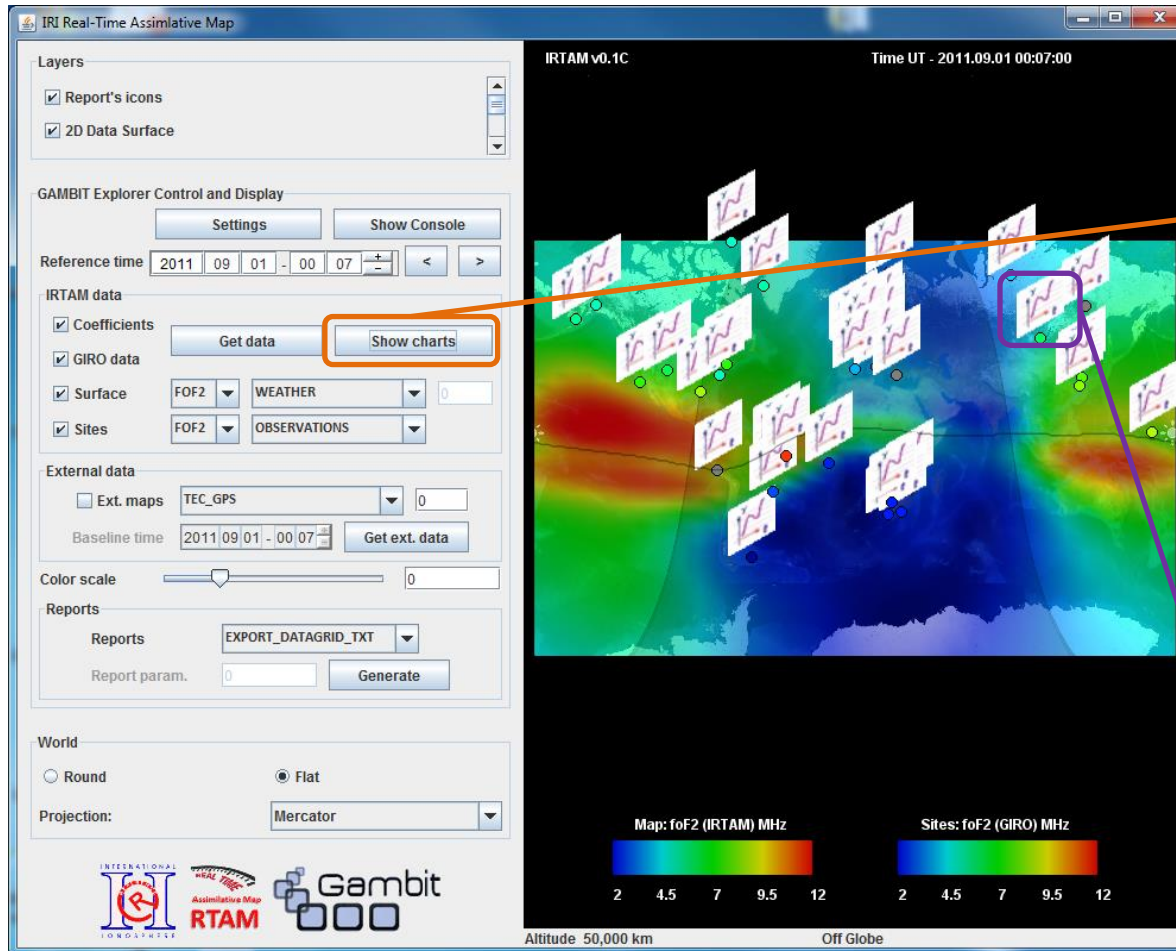 IRI Real-Time Assimlative Map
Layers
Report's icons
2D Data Surface
GAMBIT Explorer Control and Display
Settings Show Console
Reference time 2011 09 01 - 00 07 + - < >
IRTAM data
Coefficients
GIRO data
Get data Show charts
Surface FOF2 WEATHER 0
Sites FOF2 OBSERVATIONS
External data
Ext. maps TEC_GPS 0
Baseline time 2011 09 01 - 00 07 Get ext. data
Color scale 0
Reports
Reports EXPORT_DATAGRID_TXT
Report param. 0 Generate
World
Round Flat
Projection: Mercator
INTERNATIONAL
IRI
IONOSPHERE
REAL TIME
Assimilative Map
RTAM
Gambit
IRTAM v0.1C Time UT - 2011.09.01 00:07:00
Map: foF2 (IRTAM) MHz
2 4.5 7 9.5 12
Sites: foF2 (GIRO) MHz
2 4.5 7 9.5 12
Altitude 50,000 km Off Globe